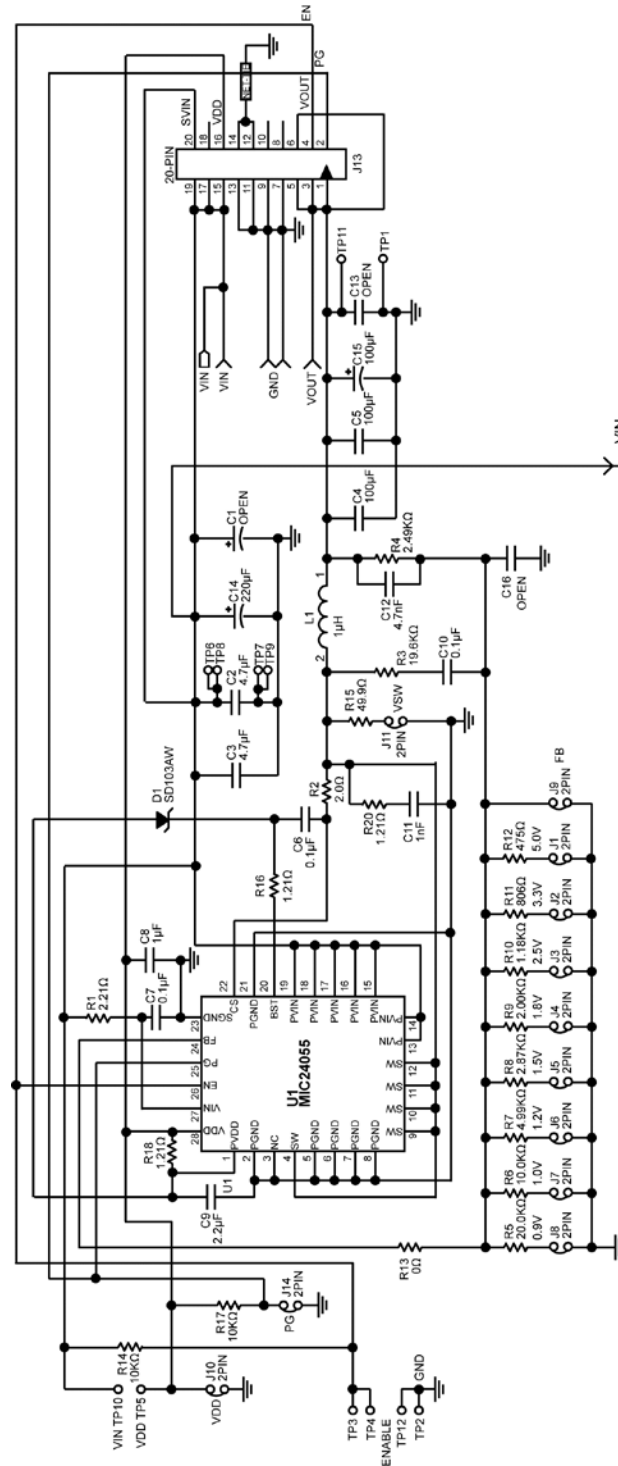 VIN TP10
VDD TP5
R14
10KΩ
R17
10KΩ
J10
2PIN
VDD
J14
2PIN
PG
TP3
TP4
ENABLE
TP12
TP2
GND
R13
0Ω
C9
2.2µF
U1
R18
1.21Ω
R1
2.21Ω
C7
0.1µF
C8
1µF
28
27
26
25
24
23
VDD
VIN
EN
PG
FB
SGND
U1
MIC24055
1
PVDD
2
PGND
3
NC
4
SW
5
PGND
6
PGND
7
PGND
8
PGND
9
SW
10
SW
11
SW
12
SW
13
PVIN
14
PVIN
15
PVIN
16
PVIN
17
PVIN
18
PVIN
19
PVIN
20
BST
21
PGND
22
CS
R16
1.21Ω
D1
SD103AW
C6
0.1µF
R2
2.0Ω
R20
1.21Ω
C11
1nF
R15
49.9Ω
J11
2PIN
VSW
C3
4.7µF
C2
4.7µF
TP6
TP8
TP7
TP9
C14
220µF
+
C1
OPEN
+
2
L1
1µH
1
R3
19.6KΩ
C10
0.1µF
C12
4.7nF
R4
2.49KΩ
C16
OPEN
C4
100µF
C5
100µF
C15
100µF
+
C13
OPEN
TP11
TP1
VIN
VIN
VIN
GND
VOUT
20-PIN
J13
19
17
15
13
11
9
7
5
3
1
20
18
16
14
12
10
8
6
4
2
SVIN
VDD
VOUT
EN
PG
R5
20.0KΩ
0.9V
J8
2PIN
R6
10.0KΩ
1.0V
J7
2PIN
R7
4.99KΩ
1.2V
J6
2PIN
R8
2.87KΩ
1.5V
J5
2PIN
R9
2.00KΩ
1.8V
J4
2PIN
R10
1.18KΩ
2.5V
J3
2PIN
R11
806Ω
3.3V
J2
2PIN
R12
475Ω
5.0V
J1
2PIN
J9
2PIN
FB